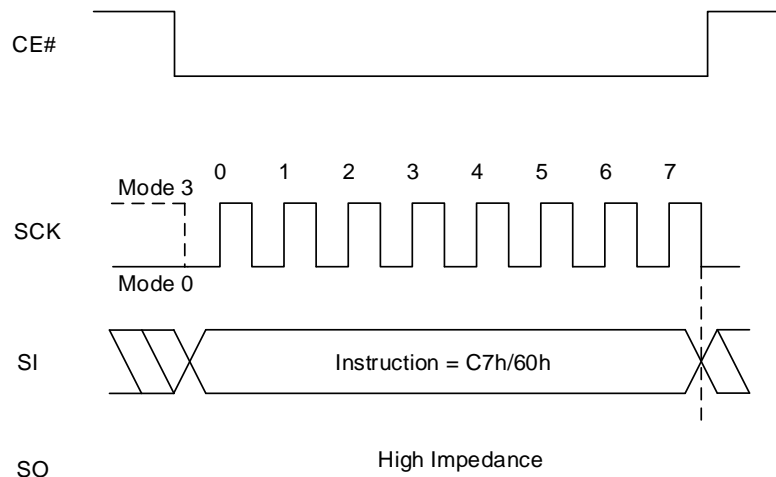 CE#
0 1 2 3 4 5 6 7
Mode 3
SCK
Mode 0
SI
Instruction = C7h/60h
High Impedance
SO